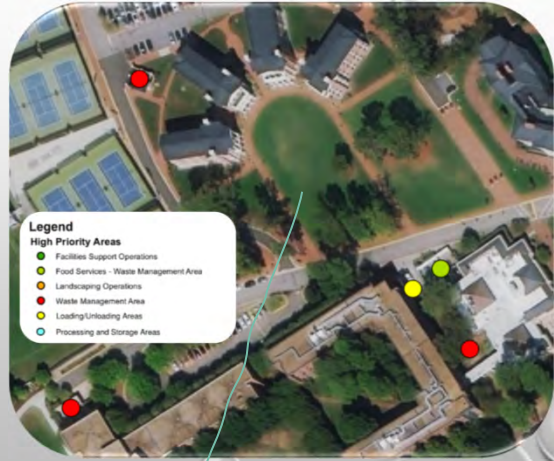 Legend
High Priority Areas
Facilities Support Operations
Food Services - Waste Management Area
Landscaping Operations
Waste Management Area
Loading/Unloading Areas
Processing and Storage Areas